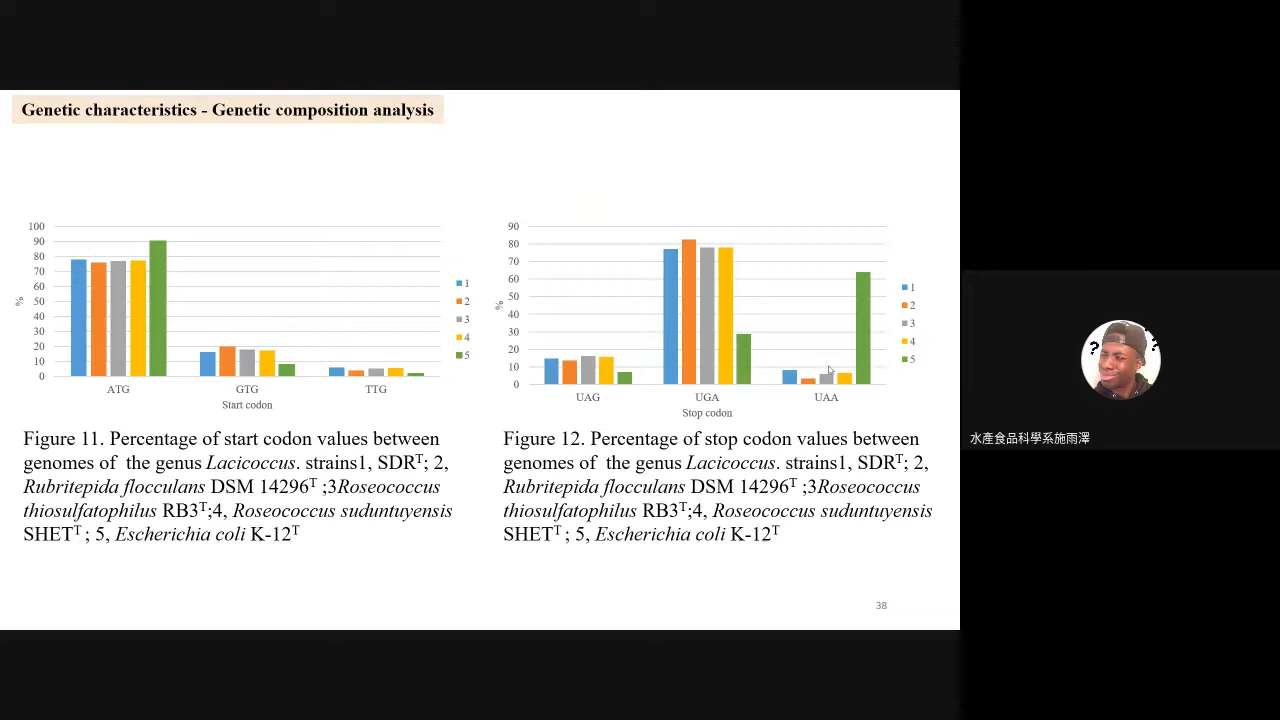 Genetic characteristics - Genetic composition analysis
100
90
80
70
60
50
40
30
20
10
0
%
ATG
GTG
TTG
Start codon
1
2
3
4
5
90
80
70
60
50
40
30
20
10
0
%
UAG
UGA
UAA
Stop codon
1
2
3
4
5
Figure 11. Percentage of start codon values between
genomes of the genus Lacicoccus. strains1, SDRᵀ; 2,
Rubritepida flocculans DSM 14296ᵀ ;3Roseococcus
thiosulfatophilus RB3ᵀ;4, Roseococcus suduntuyensis
SHETᵀ ; 5, Escherichia coli K-12ᵀ
Figure 12. Percentage of stop codon values between
genomes of the genus Lacicoccus. strains1, SDRᵀ; 2,
Rubritepida flocculans DSM 14296ᵀ ;3Roseococcus
thiosulfatophilus RB3ᵀ;4, Roseococcus suduntuyensis
SHETᵀ ; 5, Escherichia coli K-12ᵀ
38
? ?
水產食品科學系施雨澤